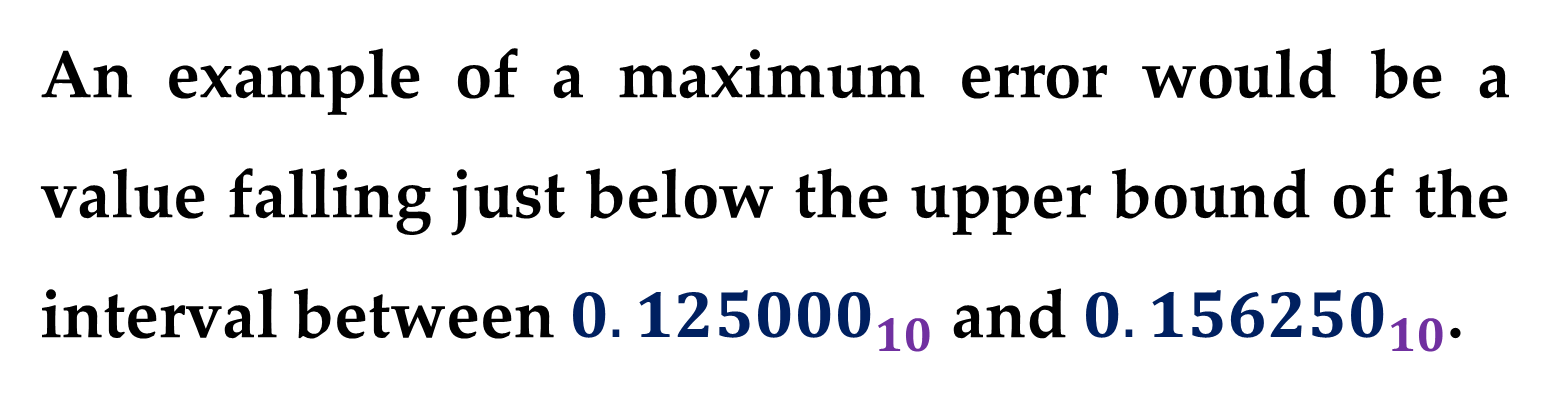 An example of a maximum error would be a
value falling just below the upper bound of the
interval between 0.125000₁₀ and 0.156250₁₀.